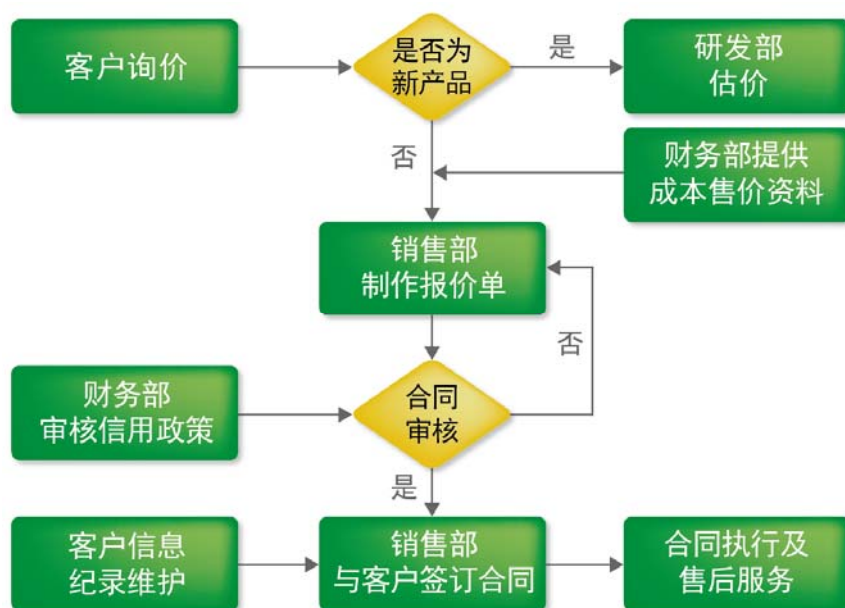 客户询价
是否为
新产品
是
研发部
估价
否
财务部提供
成本售价资料
销售部
制作报价单
否
财务部
审核信用政策
合同
审核
是
客户信息
纪录维护
销售部
与客户签订合同
合同执行及
售后服务